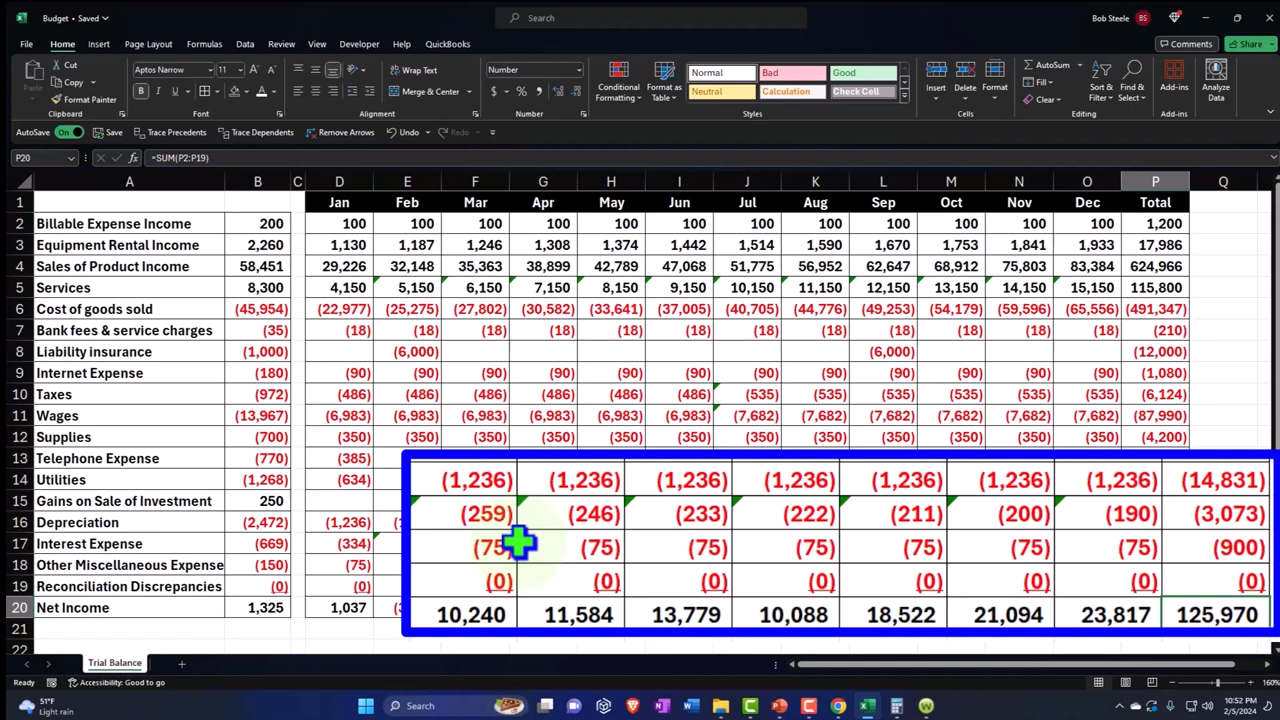 Budget • Saved
Search
Bob Steele BS
File Home Insert Page Layout Formulas Data Review View Developer Help QuickBooks
Comments Share
Paste Cut Copy Format Painter Clipboard
Aptos Narrow 11 B I U Font
Wrap Text Merge & Center Alignment
Number $ % Number
Conditional Formatting Format as Table Normal Bad Good Neutral Calculation Check Cell Styles
Insert Delete Format Cells
AutoSum Fill Clear Sort & Filter Find & Select Editing
Add-ins Add-ins Analyze Data
AutoSave On Save Trace Precedents Trace Dependents Remove Arrows Undo Redo
P20 fx =SUM(P2:P19)
A B C D E F G H I J K L M N O P Q
1 Jan Feb Mar Apr May Jun Jul Aug Sep Oct Nov Dec Total
2 Billable Expense Income 200 100 100 100 100 100 100 100 100 100 100 100 100 1,200
3 Equipment Rental Income 2,260 1,130 1,187 1,246 1,308 1,374 1,442 1,514 1,590 1,670 1,753 1,841 1,933 17,986
4 Sales of Product Income 58,451 29,226 32,148 35,363 38,899 42,789 47,068 51,775 56,952 62,647 68,912 75,803 83,384 624,966
5 Services 8,300 4,150 5,150 6,150 7,150 8,150 9,150 10,150 11,150 12,150 13,150 14,150 15,150 115,800
6 Cost of goods sold (45,954) (22,977) (25,275) (27,802) (30,582) (33,641) (37,005) (40,705) (44,776) (49,253) (54,179) (59,596) (65,556) (491,347)
7 Bank fees & service charges (35) (18) (18) (18) (18) (18) (18) (18) (18) (18) (18) (18) (18) (210)
8 Liability insurance (1,000) (6,000) (6,000) (12,000)
9 Internet Expense (180) (90) (90) (90) (90) (90) (90) (90) (90) (90) (90) (90) (90) (1,080)
10 Taxes (972) (486) (486) (486) (486) (486) (486) (535) (535) (535) (535) (535) (535) (6,124)
11 Wages (13,967) (6,983) (6,983) (6,983) (6,983) (6,983) (6,983) (7,682) (7,682) (7,682) (7,682) (7,682) (7,682) (87,990)
12 Supplies (700) (350) (350) (350) (350) (350) (350) (350) (350) (350) (350) (350) (350) (4,200)
13 Telephone Expense (770) (385)
14 Utilities (1,268) (634)
15 Gains on Sale of Investment 250
16 Depreciation (2,472) (1,236)
17 Interest Expense (669) (334)
18 Other Miscellaneous Expense (150) (75)
19 Reconciliation Discrepancies (0) (0)
20 Net Income 1,325 1,037
21
22
(1,236) (1,236) (1,236) (1,236) (1,236) (1,236) (1,236) (14,831)
(259) (246) (233) (222) (211) (200) (190) (3,073)
(75) (75) (75) (75) (75) (75) (75) (900)
(0) (0) (0) (0) (0) (0) (0) (0)
10,240 11,584 13,779 10,088 18,522 21,094 23,817 125,970
Trial Balance
Ready Accessibility: Good to go 160%
51°F
Light rain
Search
10:52 PM
2/5/2024